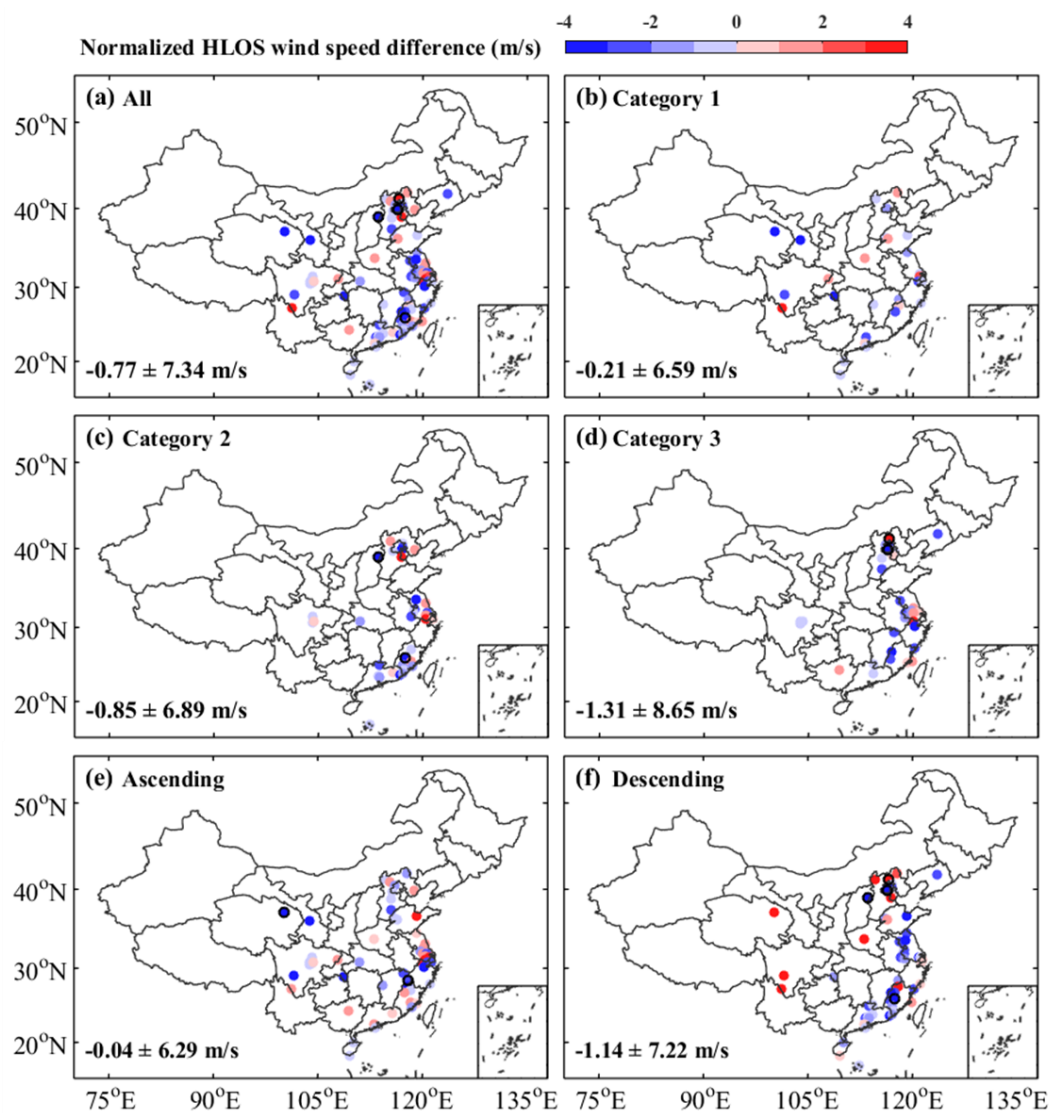 -4 -2 0 2 4
Normalized HLOS wind speed difference (m/s)
(a) All
(b) Category 1
50°N
40°N
30°N
20°N
-0.77 ± 7.34 m/s
-0.21 ± 6.59 m/s
(c) Category 2
(d) Category 3
50°N
40°N
30°N
20°N
-0.85 ± 6.89 m/s
-1.31 ± 8.65 m/s
(e) Ascending
(f) Descending
50°N
40°N
30°N
20°N
-0.04 ± 6.29 m/s
-1.14 ± 7.22 m/s
75°E 90°E 105°E 120°E 135°E 75°E 90°E 105°E 120°E 135°E